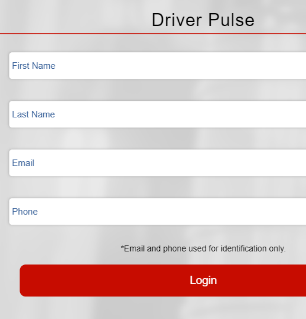 Driver Pulse
First Name
Last Name
Email
Phone
*Email and phone used for identification only.
Login